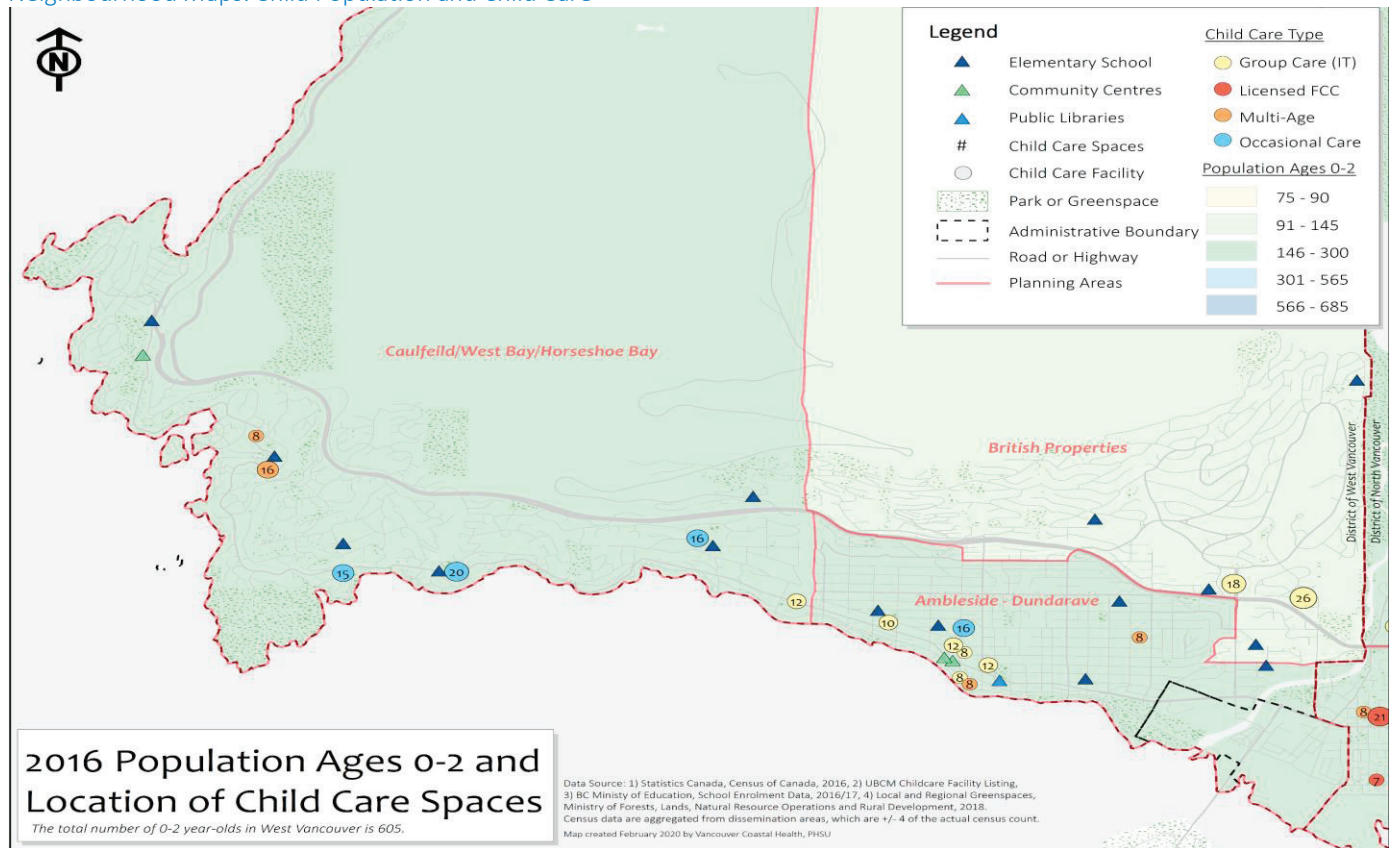 Neighbourhood Maps: Child Population and Child Care
N
Legend
Elementary School
Community Centres
Public Libraries
# Child Care Spaces
Child Care Facility
Park or Greenspace
Administrative Boundary
Road or Highway
Planning Areas
Child Care Type
Group Care (IT)
Licensed FCC
Multi-Age
Occasional Care
Population Ages 0-2
75 - 90
91 - 145
146 - 300
301 - 565
566 - 685
Caulfeild/West Bay/Horseshoe Bay
British Properties
District of West Vancouver
District of North Vancouver
8
16
15
20
16
12
Ambleside - Dundarave
10
16
12
8
12
8
8
8
18
26
8
21
7
2016 Population Ages 0-2 and
Location of Child Care Spaces
The total number of 0-2 year-olds in West Vancouver is 605.
Data Source: 1) Statistics Canada, Census of Canada, 2016, 2) UBCM Childcare Facility Listing,
3) BC Ministy of Education, School Enrolment Data, 2016/17, 4) Local and Regional Greenspaces,
Ministry of Forests, Lands, Natural Resource Operations and Rural Development, 2018.
Census data are aggregated from dissemination areas, which are +/- 4 of the actual census count.
Map created February 2020 by Vancouver Coastal Health, PHSU